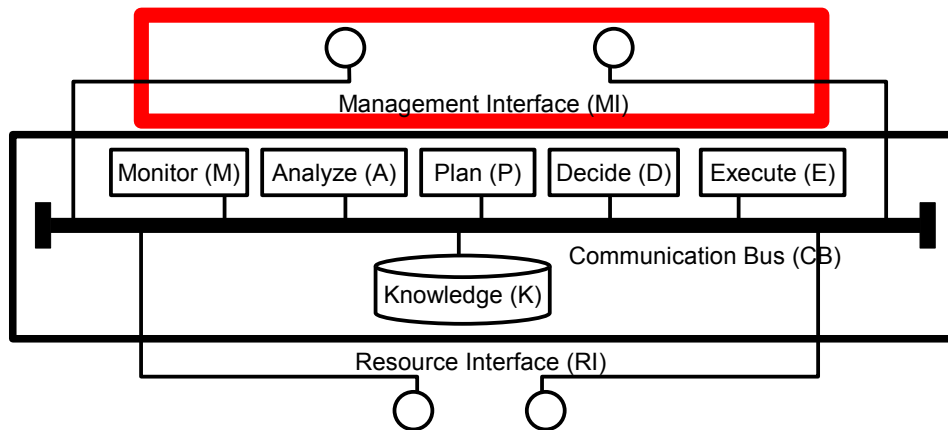 Management Interface (MI)
Monitor (M)
Analyze (A)
Plan (P)
Decide (D)
Execute (E)
Communication Bus (CB)
Knowledge (K)
Resource Interface (RI)